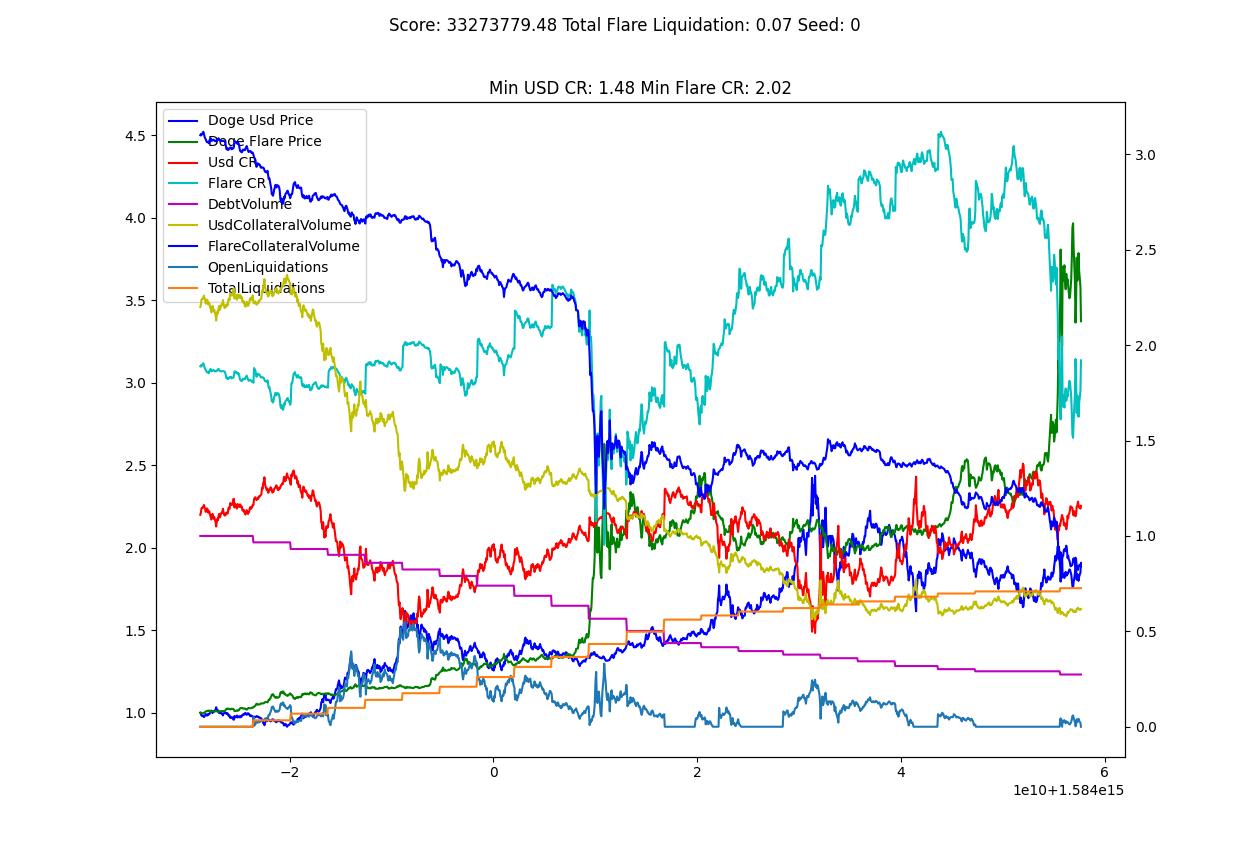 Score: 33273779.48 Total Flare Liquidation: 0.07 Seed: 0
Min USD CR: 1.48 Min Flare CR: 2.02
Doge Usd Price
Doge Flare Price
Usd CR
Flare CR
DebtVolume
UsdCollateralVolume
FlareCollateralVolume
OpenLiquidations
TotalLiquidations
4.5
4.0
3.5
3.0
2.5
2.0
1.5
1.0
3.0
2.5
2.0
1.5
1.0
0.5
0.0
−2 0 2 4 6
1e10+1.584e15